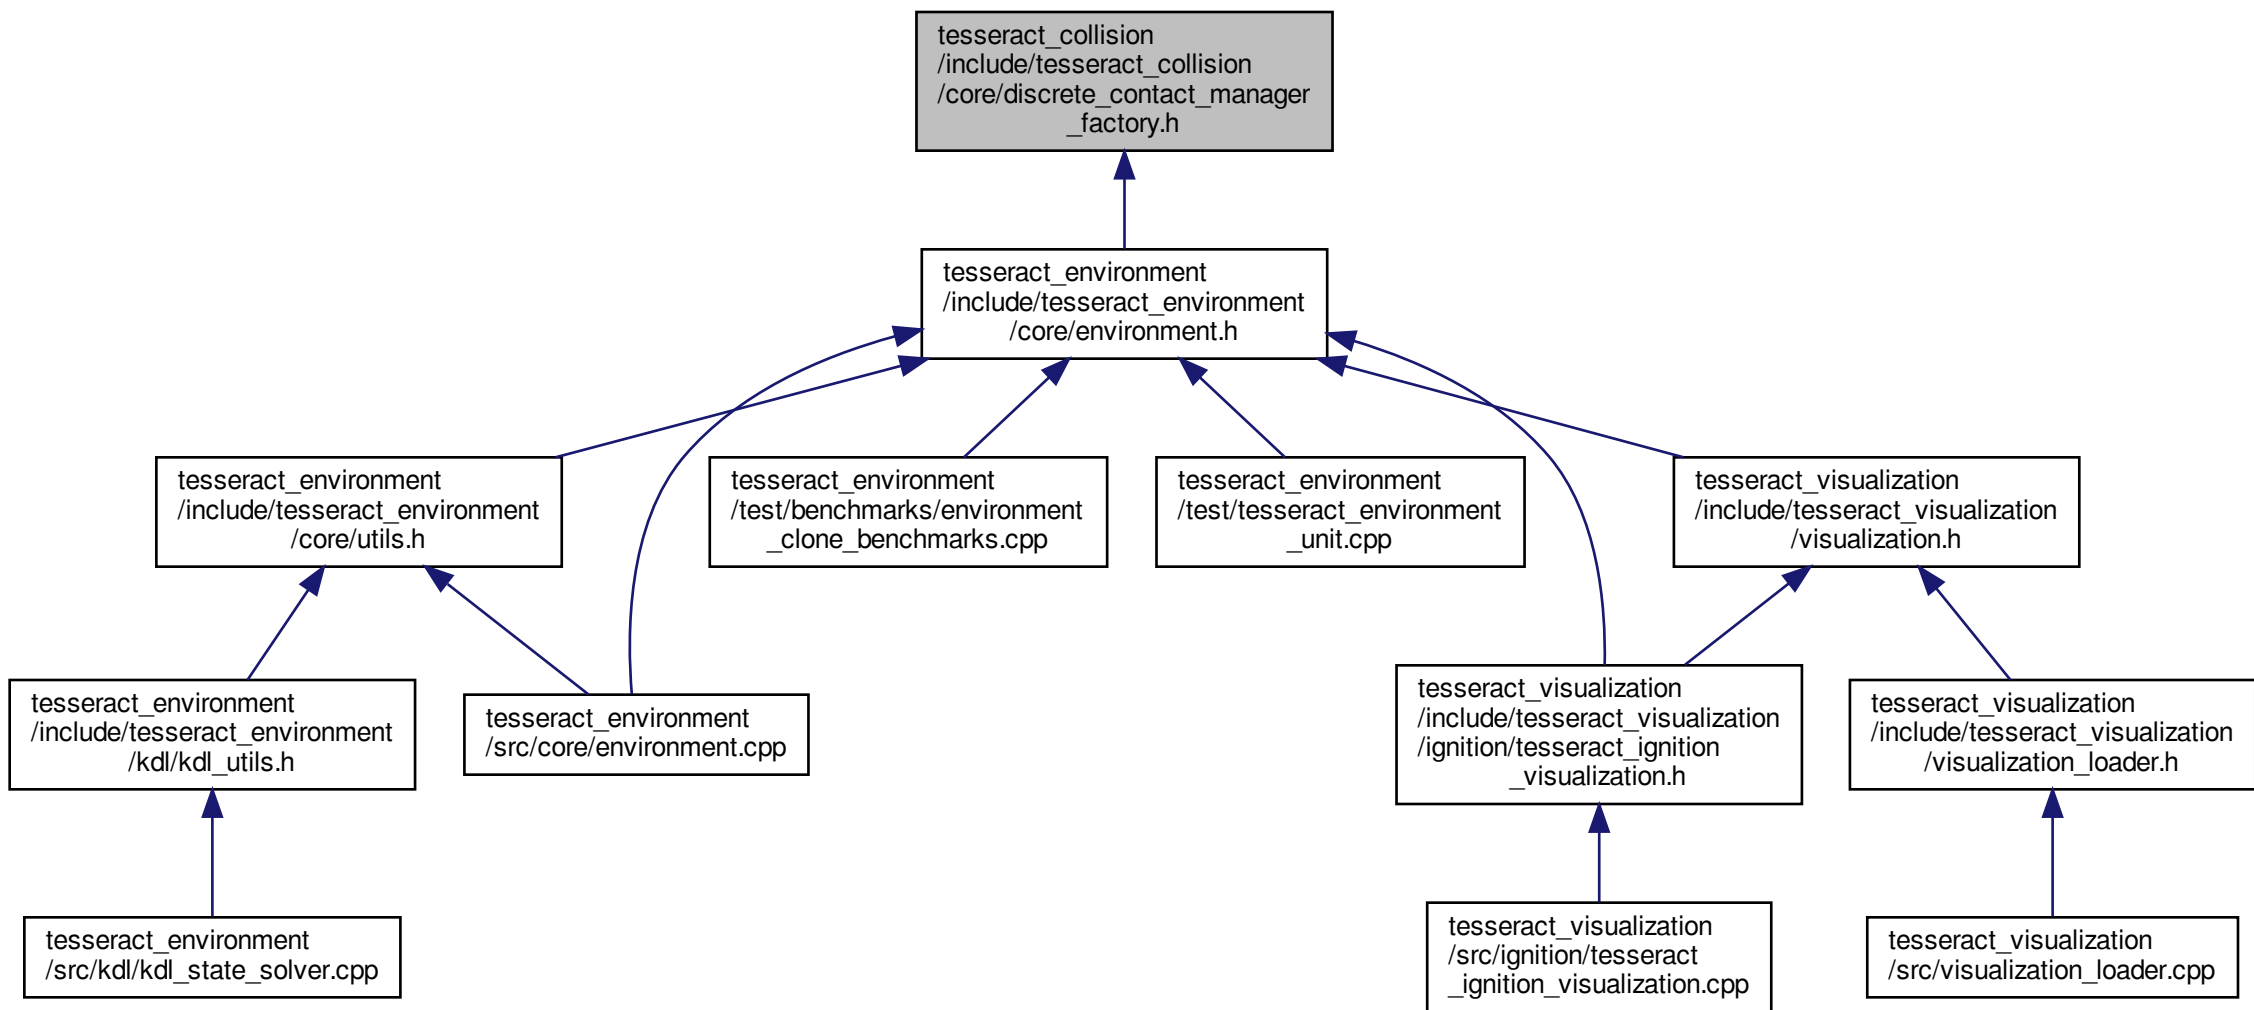 tesseract_collision
/include/tesseract_collision
/core/discrete_contact_manager
_factory.h
tesseract_environment
/include/tesseract_environment
/core/environment.h
tesseract_environment
/include/tesseract_environment
/core/utils.h
tesseract_environment
/test/benchmarks/environment
_clone_benchmarks.cpp
tesseract_environment
/test/tesseract_environment
_unit.cpp
tesseract_visualization
/include/tesseract_visualization
/visualization.h
tesseract_environment
/include/tesseract_environment
/kdl/kdl_utils.h
tesseract_environment
/src/core/environment.cpp
tesseract_visualization
/include/tesseract_visualization
/ignition/tesseract_ignition
_visualization.h
tesseract_visualization
/include/tesseract_visualization
/visualization_loader.h
tesseract_environment
/src/kdl/kdl_state_solver.cpp
tesseract_visualization
/src/ignition/tesseract
_ignition_visualization.cpp
tesseract_visualization
/src/visualization_loader.cpp